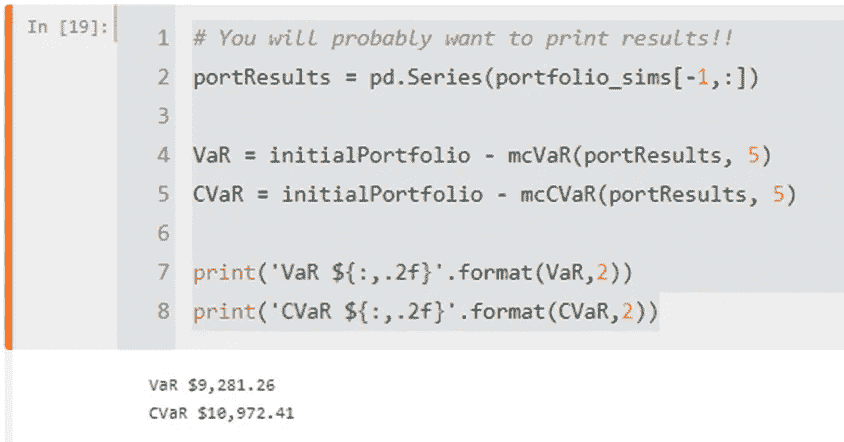 In [19]:
1 # You will probably want to print results!!
2 portResults = pd.Series(portfolio_sims[-1,:])
3
4 VaR = initialPortfolio - mcVaR(portResults, 5)
5 CVaR = initialPortfolio - mcCVaR(portResults, 5)
6
7 print('VaR ${:,.2f}'.format(VaR,2))
8 print('CVaR ${:,.2f}'.format(CVaR,2))
VaR $9,281.26
CVaR $10,972.41